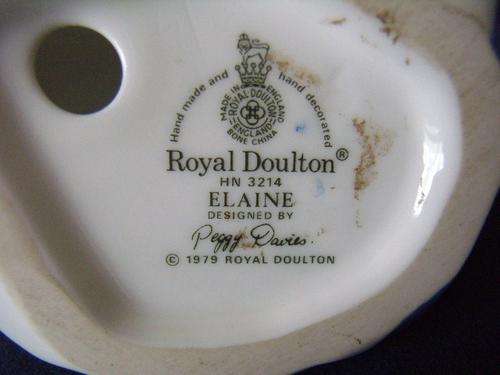 Hand made and hand decorated
MADE IN ENGLAND
ROYAL DOULTON
ENGLAND
BONE CHINA
Royal Doulton®
HN 3214
ELAINE
DESIGNED BY
Peggy Davies.
© 1979 ROYAL DOULTON